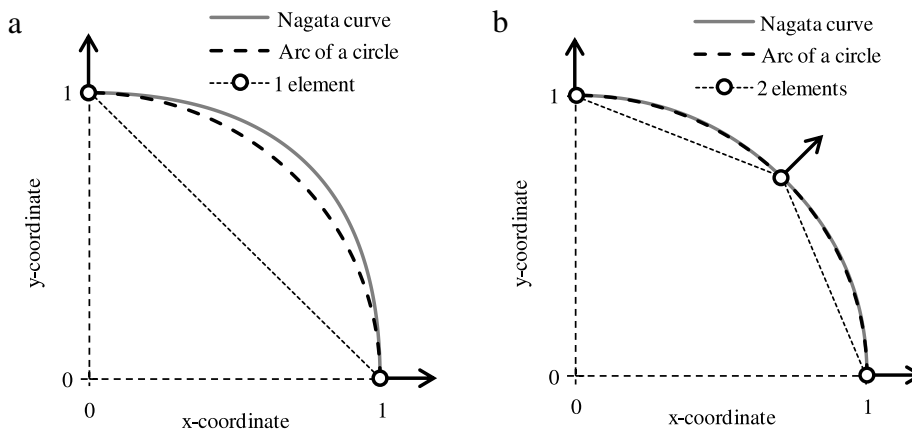 a
Nagata curve
Arc of a circle
1 element
1
y-coordinate
0
0
x-coordinate
1
b
Nagata curve
Arc of a circle
2 elements
1
y-coordinate
0
0
x-coordinate
1